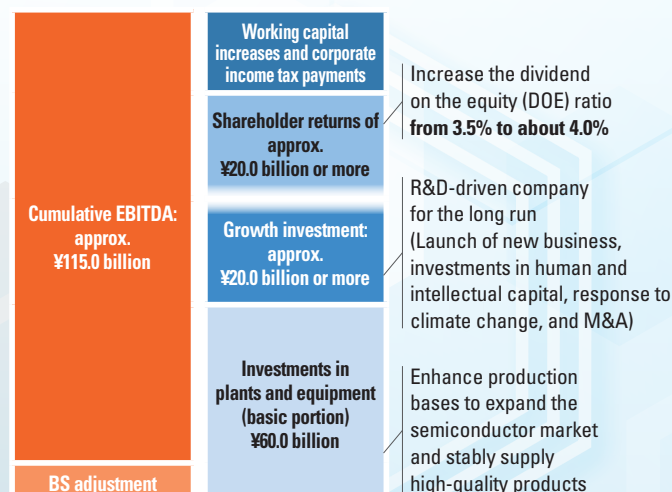 Cumulative EBITDA:
approx.
¥115.0 billion
BS adjustment
Working capital
increases and corporate
income tax payments
Shareholder returns of
approx.
¥20.0 billion or more
Growth investment:
approx.
¥20.0 billion or more
Investments in
plants and equipment
(basic portion)
¥60.0 billion
Increase the dividend
on the equity (DOE) ratio
from 3.5% to about 4.0%
R&D-driven company
for the long run
(Launch of new business,
investments in human and
intellectual capital, response to
climate change, and M&A)
Enhance production
bases to expand the
semiconductor market
and stably supply
high-quality products